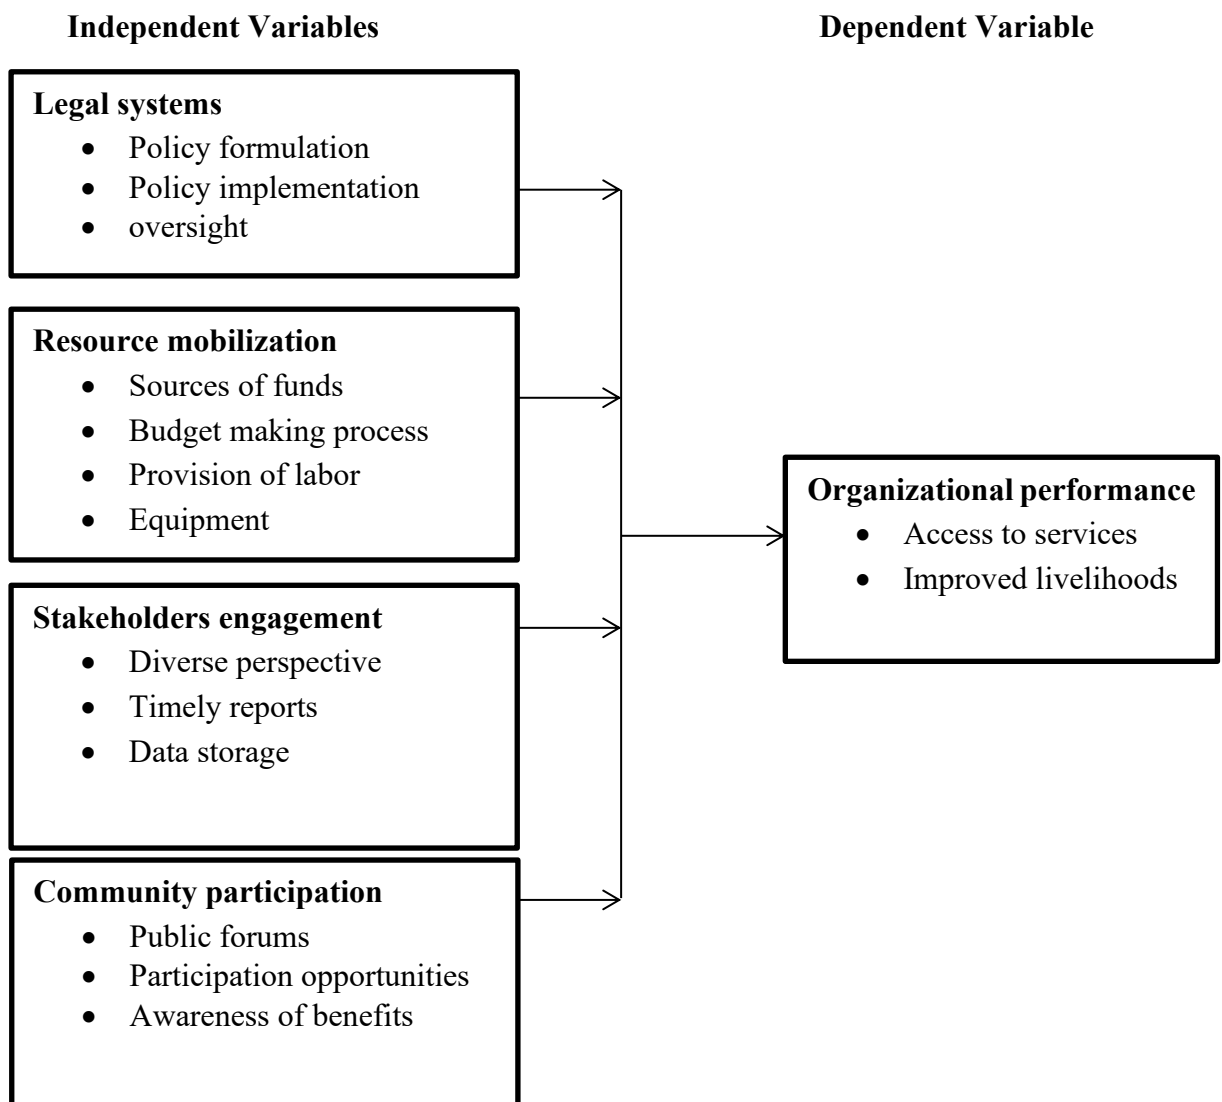 Independent Variables
Dependent Variable
Legal systems
• Policy formulation
• Policy implementation
• oversight
Resource mobilization
• Sources of funds
• Budget making process
• Provision of labor
• Equipment
Stakeholders engagement
• Diverse perspective
• Timely reports
• Data storage
Community participation
• Public forums
• Participation opportunities
• Awareness of benefits
Organizational performance
• Access to services
• Improved livelihoods